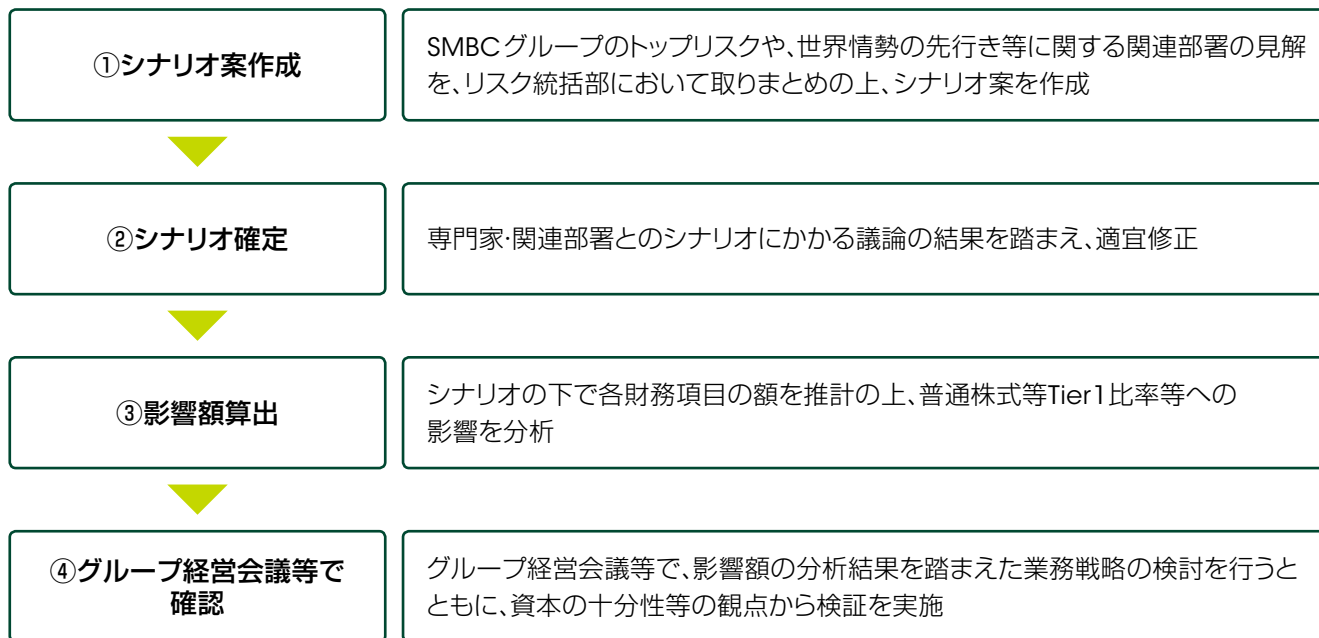 ①シナリオ案作成
SMBCグループのトップリスクや、世界情勢の先行き等に関する関連部署の見解
を、リスク統括部において取りまとめの上、シナリオ案を作成
②シナリオ確定
専門家・関連部署とのシナリオにかかる議論の結果を踏まえ、適宜修正
③影響額算出
シナリオの下で各財務項目の額を推計の上、普通株式等Tier1比率等への
影響を分析
④グループ経営会議等で
確認
グループ経営会議等で、影響額の分析結果を踏まえた業務戦略の検討を行うと
ともに、資本の十分性等の観点から検証を実施